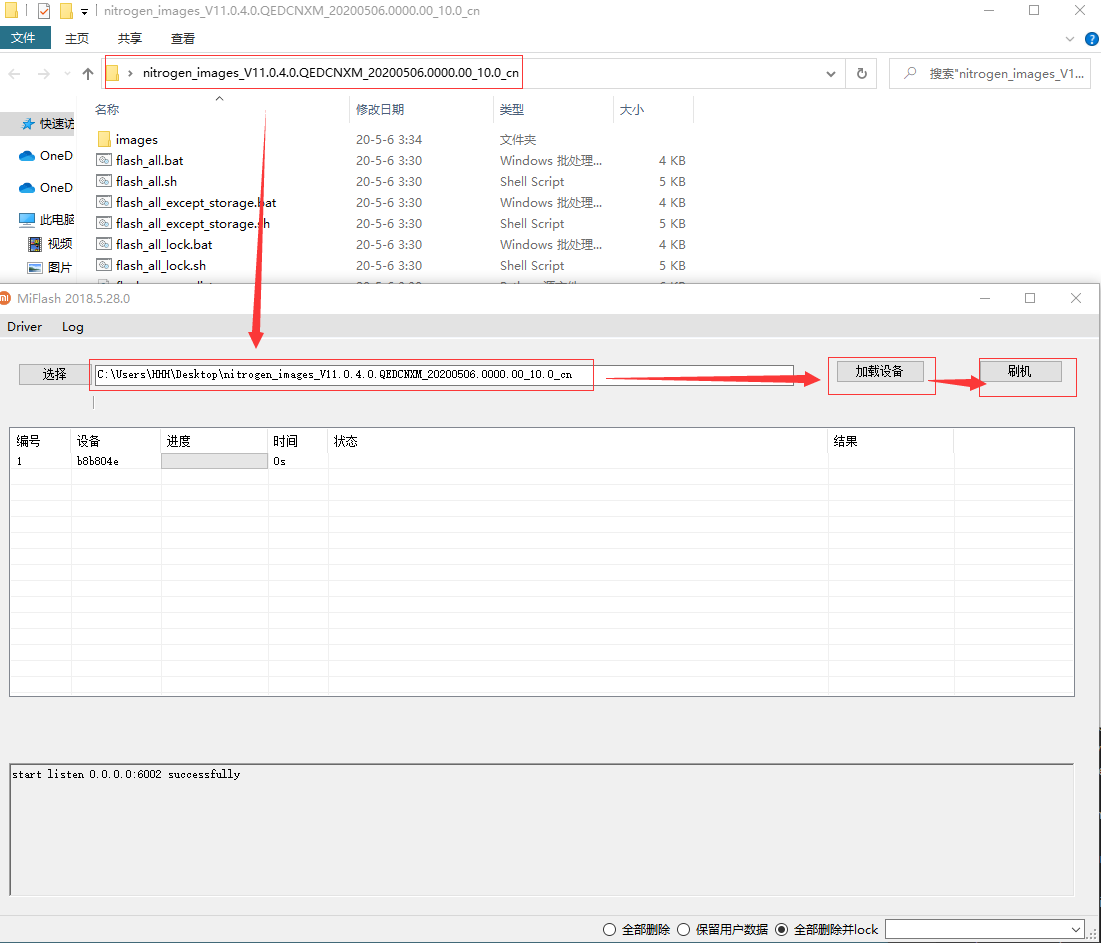 nitrogen_images_V11.0.4.0.QEDCNXM_20200506.0000.00_10.0_cn
文件 主页 共享 查看
nitrogen_images_V11.0.4.0.QEDCNXM_20200506.0000.00_10.0_cn 搜索"nitrogen_images_V1...
名称 修改日期 类型 大小
快速访
OneD
OneD
此电脑
视频
图片
images 20-5-6 3:34 文件夹
flash_all.bat 20-5-6 3:30 Windows 批处理... 4 KB
flash_all.sh 20-5-6 3:30 Shell Script 5 KB
flash_all_except_storage.bat 20-5-6 3:30 Windows 批处理... 4 KB
flash_all_except_storage.sh 20-5-6 3:30 Shell Script 5 KB
flash_all_lock.bat 20-5-6 3:30 Windows 批处理... 4 KB
flash_all_lock.sh 20-5-6 3:30 Shell Script 5 KB
MiFlash 2018.5.28.0
Driver Log
选择 C:\Users\HHH\Desktop\nitrogen_images_V11.0.4.0.QEDCNXM_20200506.0000.00_10.0_cn 加载设备 刷机
编号 设备 进度 时间 状态 结果
1 b8b804e 0s
start listen 0.0.0.0:6002 successfully
全部删除 保留用户数据 全部删除并lock